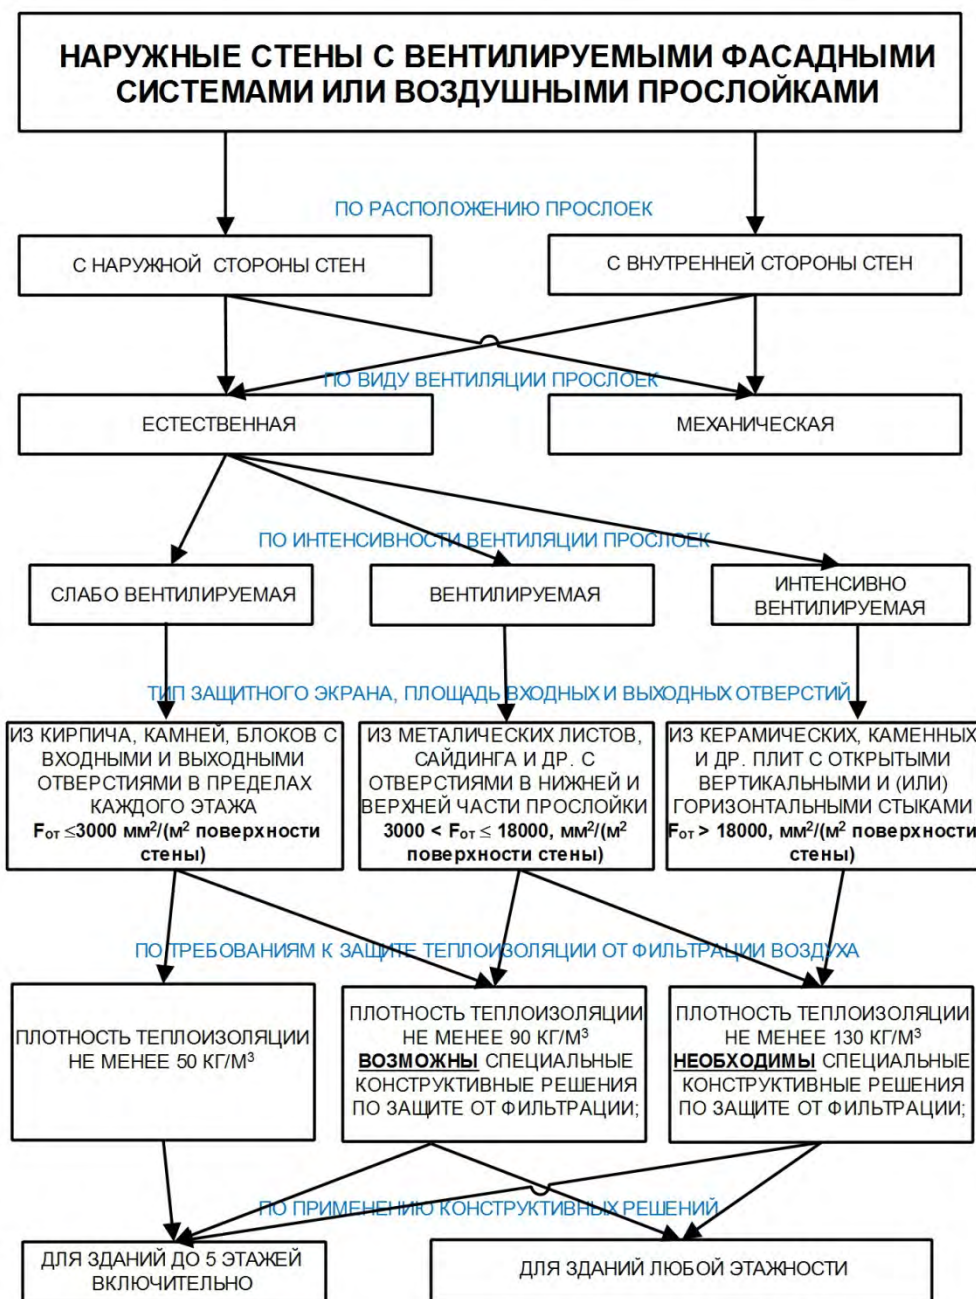 НАРУЖНЫЕ СТЕНЫ С ВЕНТИЛИРУЕМЫМИ ФАСАДНЫМИ
СИСТЕМАМИ ИЛИ ВОЗДУШНЫМИ ПРОСЛОЙКАМИ
ПО РАСПОЛОЖЕНИЮ ПРОСЛОЕК
С НАРУЖНОЙ СТОРОНЫ СТЕН
С ВНУТРЕННЕЙ СТОРОНЫ СТЕН
ПО ВИДУ ВЕНТИЛЯЦИИ ПРОСЛОЕК
ЕСТЕСТВЕННАЯ
МЕХАНИЧЕСКАЯ
ПО ИНТЕНСИВНОСТИ ВЕНТИЛЯЦИИ ПРОСЛОЕК
СЛАБО ВЕНТИЛИРУЕМАЯ
ВЕНТИЛИРУЕМАЯ
ИНТЕНСИВНО
ВЕНТИЛИРУЕМАЯ
ТИП ЗАЩИТНОГО ЭКРАНА, ПЛОЩАДЬ ВХОДНЫХ И ВЫХОДНЫХ ОТВЕРСТИЙ
ИЗ КИРПИЧА, КАМНЕЙ, БЛОКОВ С
ВХОДНЫМИ И ВЫХОДНЫМИ
ОТВЕРСТИЯМИ В ПРЕДЕЛАХ
КАЖДОГО ЭТАЖА
Fот ≤3000 мм²/(м² поверхности
стены)
ИЗ МЕТАЛИЧЕСКИХ ЛИСТОВ,
САЙДИНГА И ДР. С
ОТВЕРСТИЯМИ В НИЖНЕЙ И
ВЕРХНЕЙ ЧАСТИ ПРОСЛОЙКИ
3000 < Fот ≤ 18000, мм²/(м²
поверхности стены)
ИЗ КЕРАМИЧЕСКИХ, КАМЕННЫХ
И ДР. ПЛИТ С ОТКРЫТЫМИ
ВЕРТИКАЛЬНЫМИ И (ИЛИ)
ГОРИЗОНТАЛЬНЫМИ СТЫКАМИ
Fот > 18000, мм²/(м² поверхности
стены)
ПО ТРЕБОВАНИЯМ К ЗАЩИТЕ ТЕПЛОИЗОЛЯЦИИ ОТ ФИЛЬТРАЦИИ ВОЗДУХА
ПЛОТНОСТЬ ТЕПЛОИЗОЛЯЦИИ
НЕ МЕНЕЕ 50 КГ/М³
ПЛОТНОСТЬ ТЕПЛОИЗОЛЯЦИИ
НЕ МЕНЕЕ 90 КГ/М³
ВОЗМОЖНЫ СПЕЦИАЛЬНЫЕ
КОНСТРУКТИВНЫЕ РЕШЕНИЯ
ПО ЗАЩИТЕ ОТ ФИЛЬТРАЦИИ;
ПЛОТНОСТЬ ТЕПЛОИЗОЛЯЦИИ
НЕ МЕНЕЕ 130 КГ/М³
НЕОБХОДИМЫ СПЕЦИАЛЬНЫЕ
КОНСТРУКТИВНЫЕ РЕШЕНИЯ
ПО ЗАЩИТЕ ОТ ФИЛЬТРАЦИИ;
ПО ПРИМЕНЕНИЮ КОНСТРУКТИВНЫХ РЕШЕНИЙ
ДЛЯ ЗДАНИЙ ДО 5 ЭТАЖЕЙ
ВКЛЮЧИТЕЛЬНО
ДЛЯ ЗДАНИЙ ЛЮБОЙ ЭТАЖНОСТИ